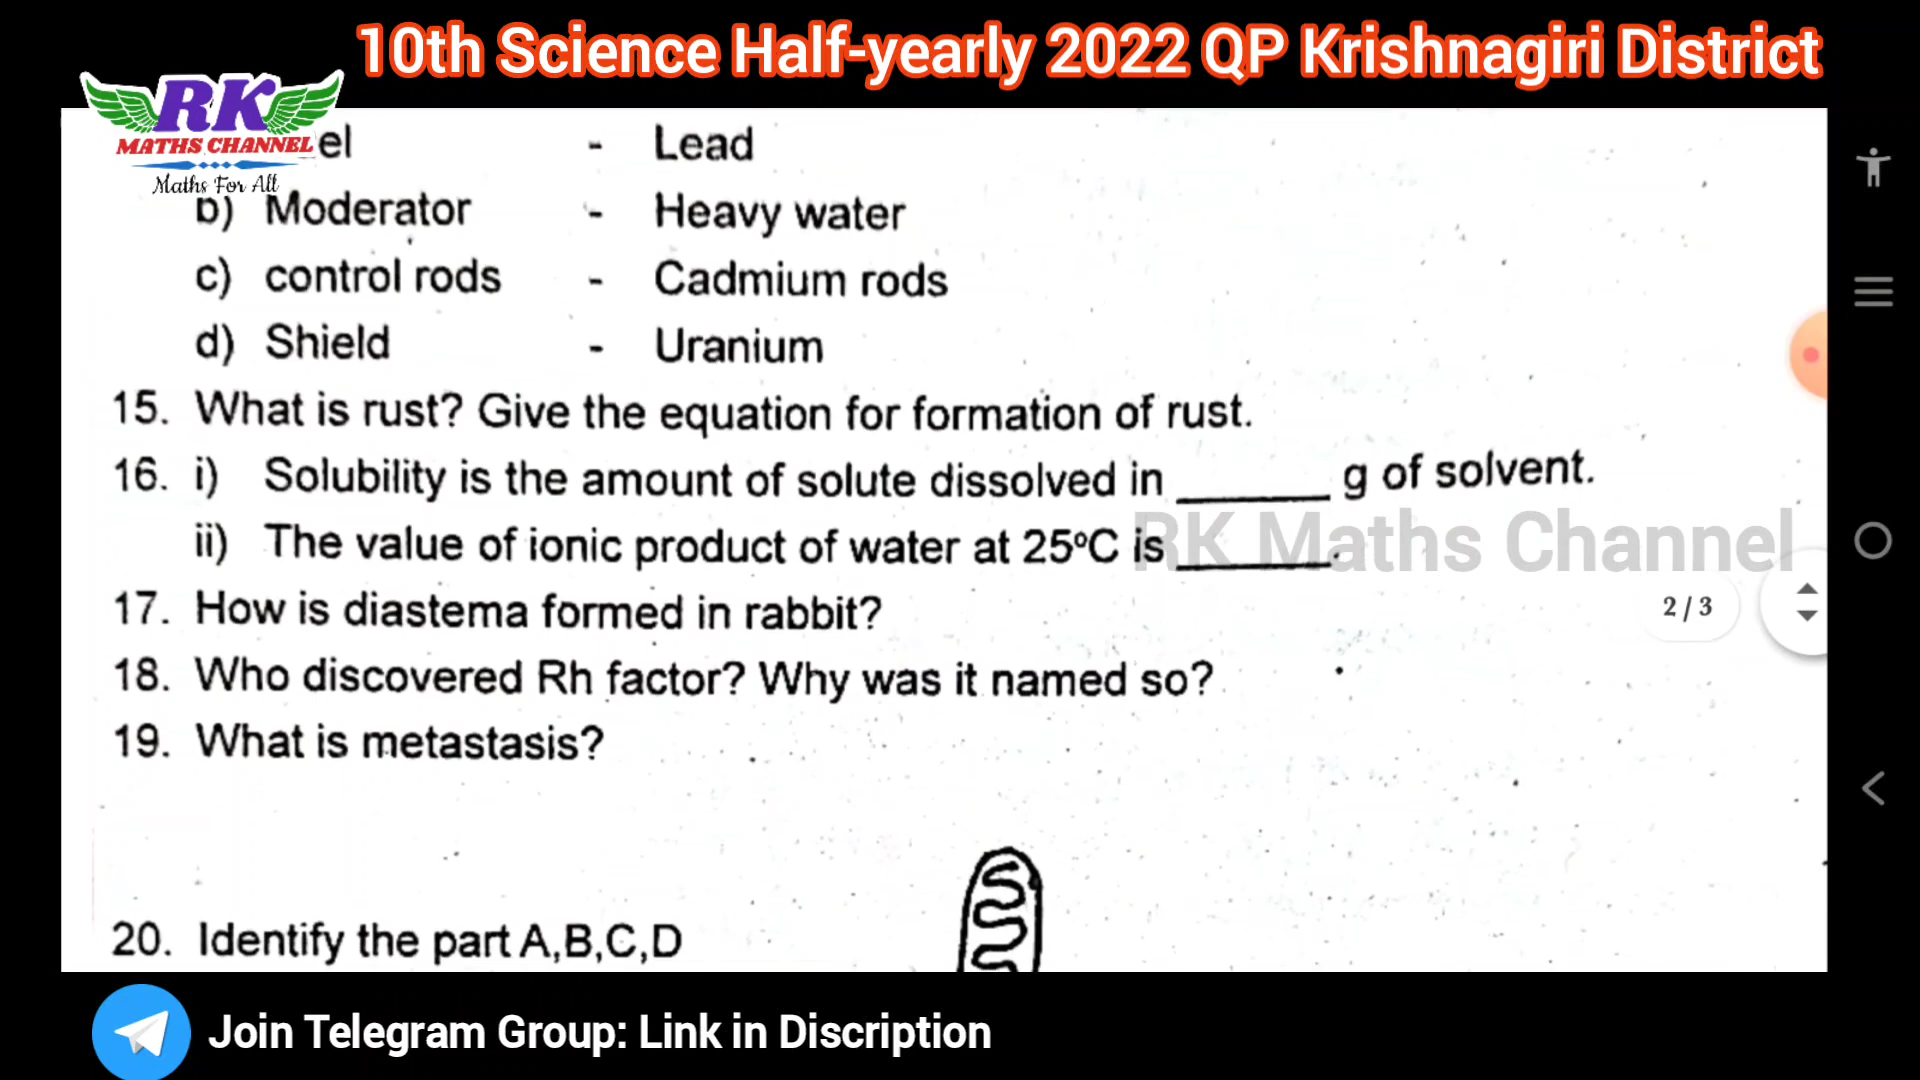 10th Science Half-yearly 2022 QP Krishnagiri District
RK
MATHS CHANNEL
Maths For All
el - Lead
b) Moderator - Heavy water
c) control rods - Cadmium rods
d) Shield - Uranium
15. What is rust? Give the equation for formation of rust.
16. i) Solubility is the amount of solute dissolved in ______ g of solvent.
ii) The value of ionic product of water at 25°C is ______.
RK Maths Channel
17. How is diastema formed in rabbit?
2 / 3
18. Who discovered Rh factor? Why was it named so?
19. What is metastasis?
20. Identify the part A,B,C,D
Join Telegram Group: Link in Discription